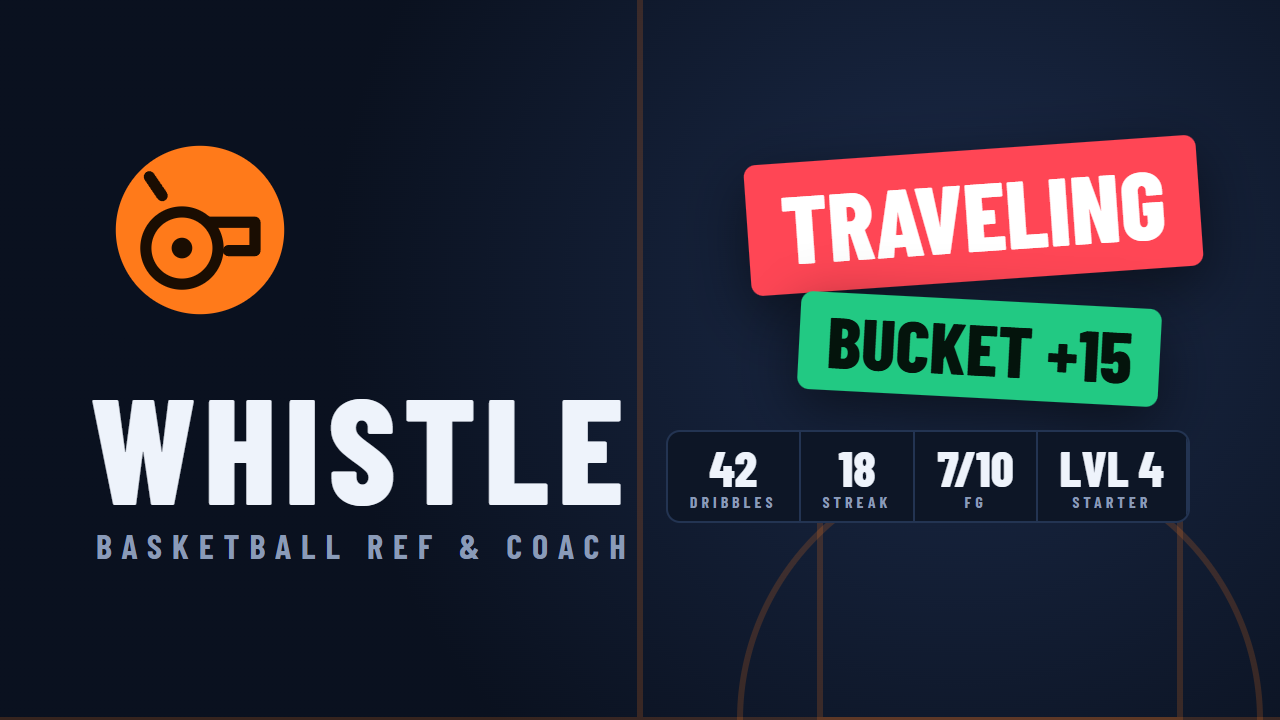 WHISTLE
BASKETBALL REF & COACH
TRAVELING
BUCKET +15
42 18 7/10 LVL 4
DRIBBLES STREAK FG STARTER